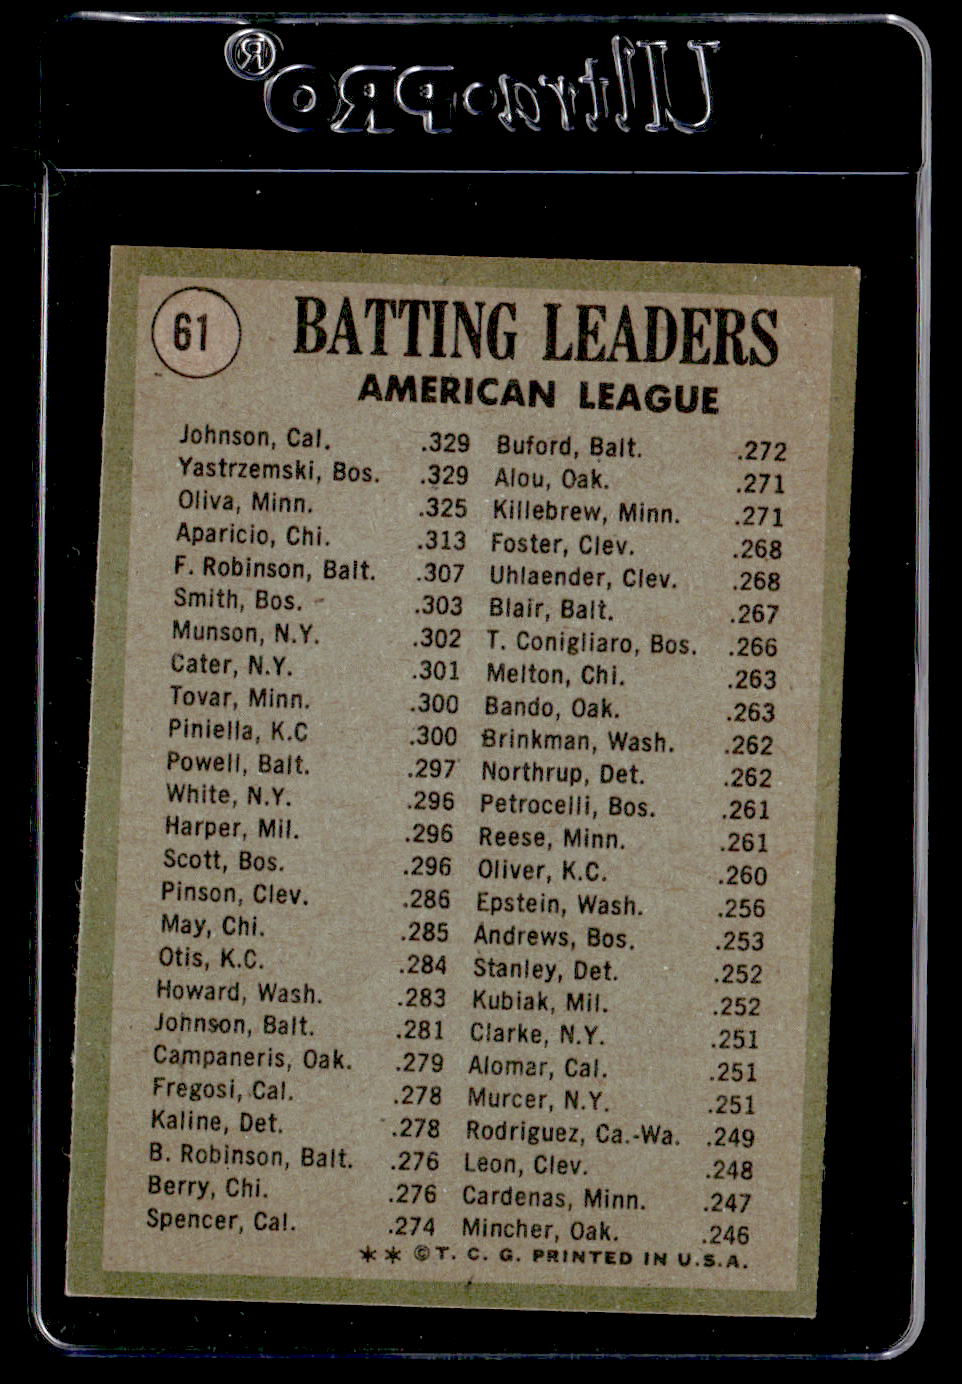 Ultra•PRO®
61
BATTING LEADERS
AMERICAN LEAGUE
Johnson, Cal. .329
Yastrzemski, Bos. .329
Oliva, Minn. .325
Aparicio, Chi. .313
F. Robinson, Balt. .307
Smith, Bos. .303
Munson, N.Y. .302
Cater, N.Y. .301
Tovar, Minn. .300
Piniella, K.C .300
Powell, Balt. .297
White, N.Y. .296
Harper, Mil. .296
Scott, Bos. .296
Pinson, Clev. .286
May, Chi. .285
Otis, K.C. .284
Howard, Wash. .283
Johnson, Balt. .281
Campaneris, Oak. .279
Fregosi, Cal. .278
Kaline, Det. .278
B. Robinson, Balt. .276
Berry, Chi. .276
Spencer, Cal. .274
Buford, Balt. .272
Alou, Oak. .271
Killebrew, Minn. .271
Foster, Clev. .268
Uhlaender, Clev. .268
Blair, Balt. .267
T. Conigliaro, Bos. .266
Melton, Chi. .263
Bando, Oak. .263
Brinkman, Wash. .262
Northrup, Det. .262
Petrocelli, Bos. .261
Reese, Minn. .261
Oliver, K.C. .260
Epstein, Wash. .256
Andrews, Bos. .253
Stanley, Det. .252
Kubiak, Mil. .252
Clarke, N.Y. .251
Alomar, Cal. .251
Murcer, N.Y. .251
Rodriguez, Ca.-Wa. .249
Leon, Clev. .248
Cardenas, Minn. .247
Mincher, Oak. .246
** © T. C. G. PRINTED IN U.S.A.